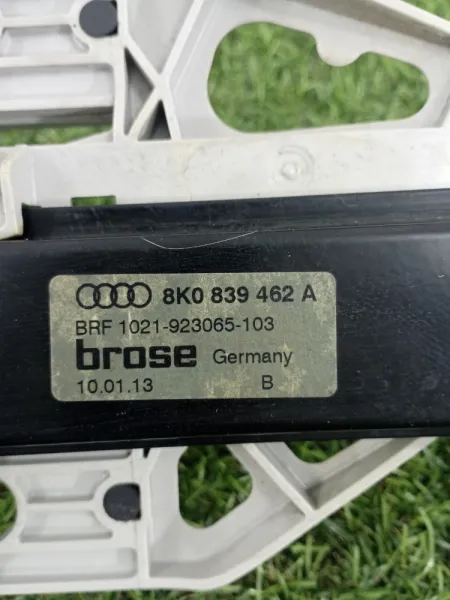 8K0 839 462 A
BRF 1021-923065-103
brose Germany
10.01.13 B